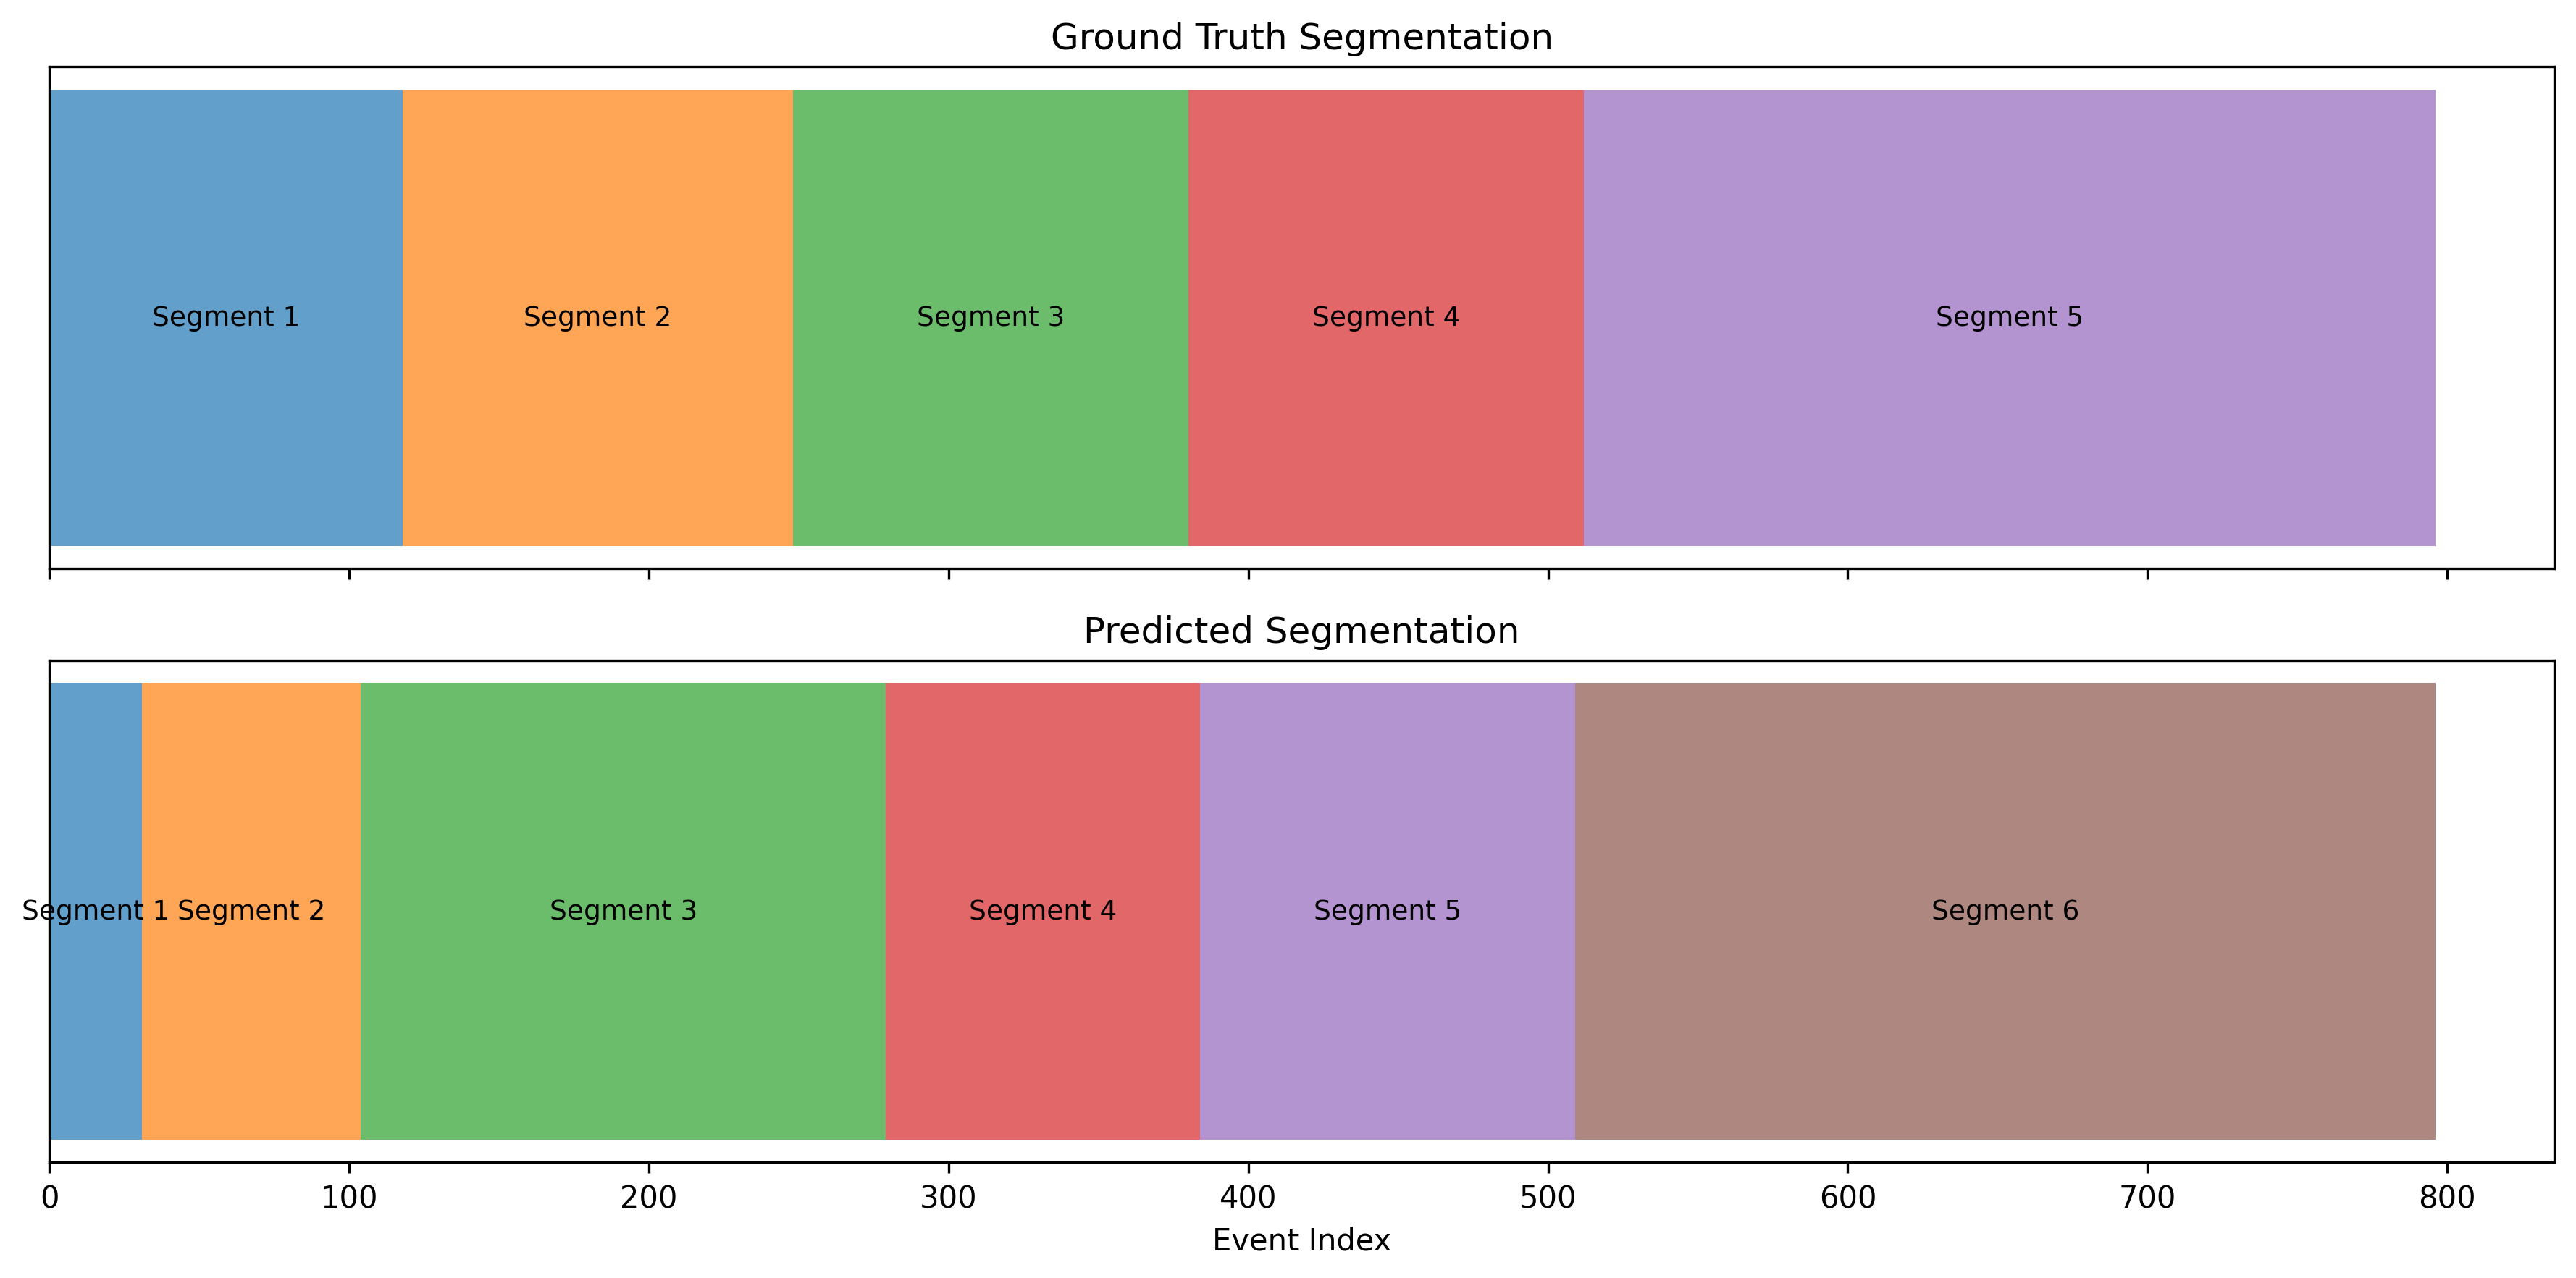 Ground Truth Segmentation
Segment 1 Segment 2 Segment 3 Segment 4 Segment 5
Predicted Segmentation
Segment 1 Segment 2 Segment 3 Segment 4 Segment 5 Segment 6
0 100 200 300 400 500 600 700 800
Event Index